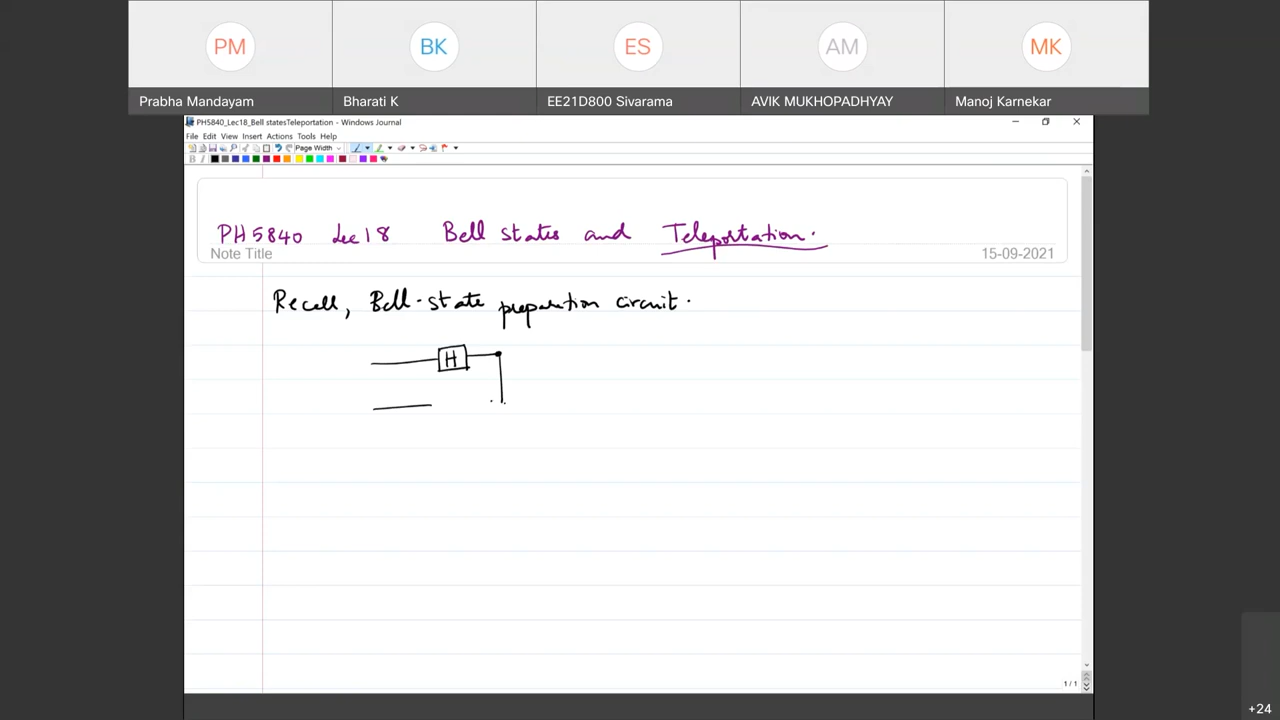 PM BK ES AM MK
Prabha Mandayam Bharati K EE21D800 Sivarama AVIK MUKHOPADHYAY Manoj Karnekar
PH5840_Lec18_Bell statesTeleportation - Windows Journal
File Edit View Insert Actions Tools Help
Page Width
B I
PH5840 Lec18 Bell states and Teleportation.
Note Title 15-09-2021
Recall, Bell-state preparation circuit.
H
1 / 1
+24